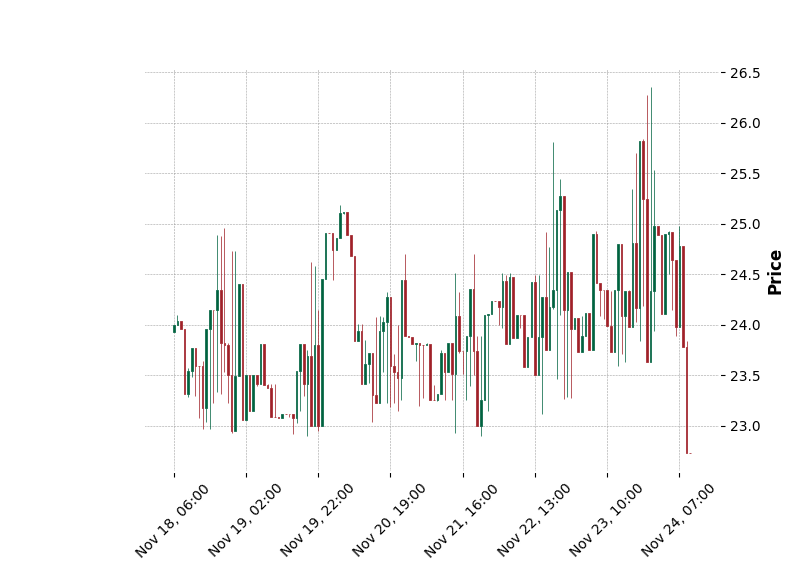 26.5
26.0
25.5
25.0
24.5
24.0
23.5
23.0
Price
Nov 18, 06:00
Nov 19, 02:00
Nov 19, 22:00
Nov 20, 19:00
Nov 21, 16:00
Nov 22, 13:00
Nov 23, 10:00
Nov 24, 07:00